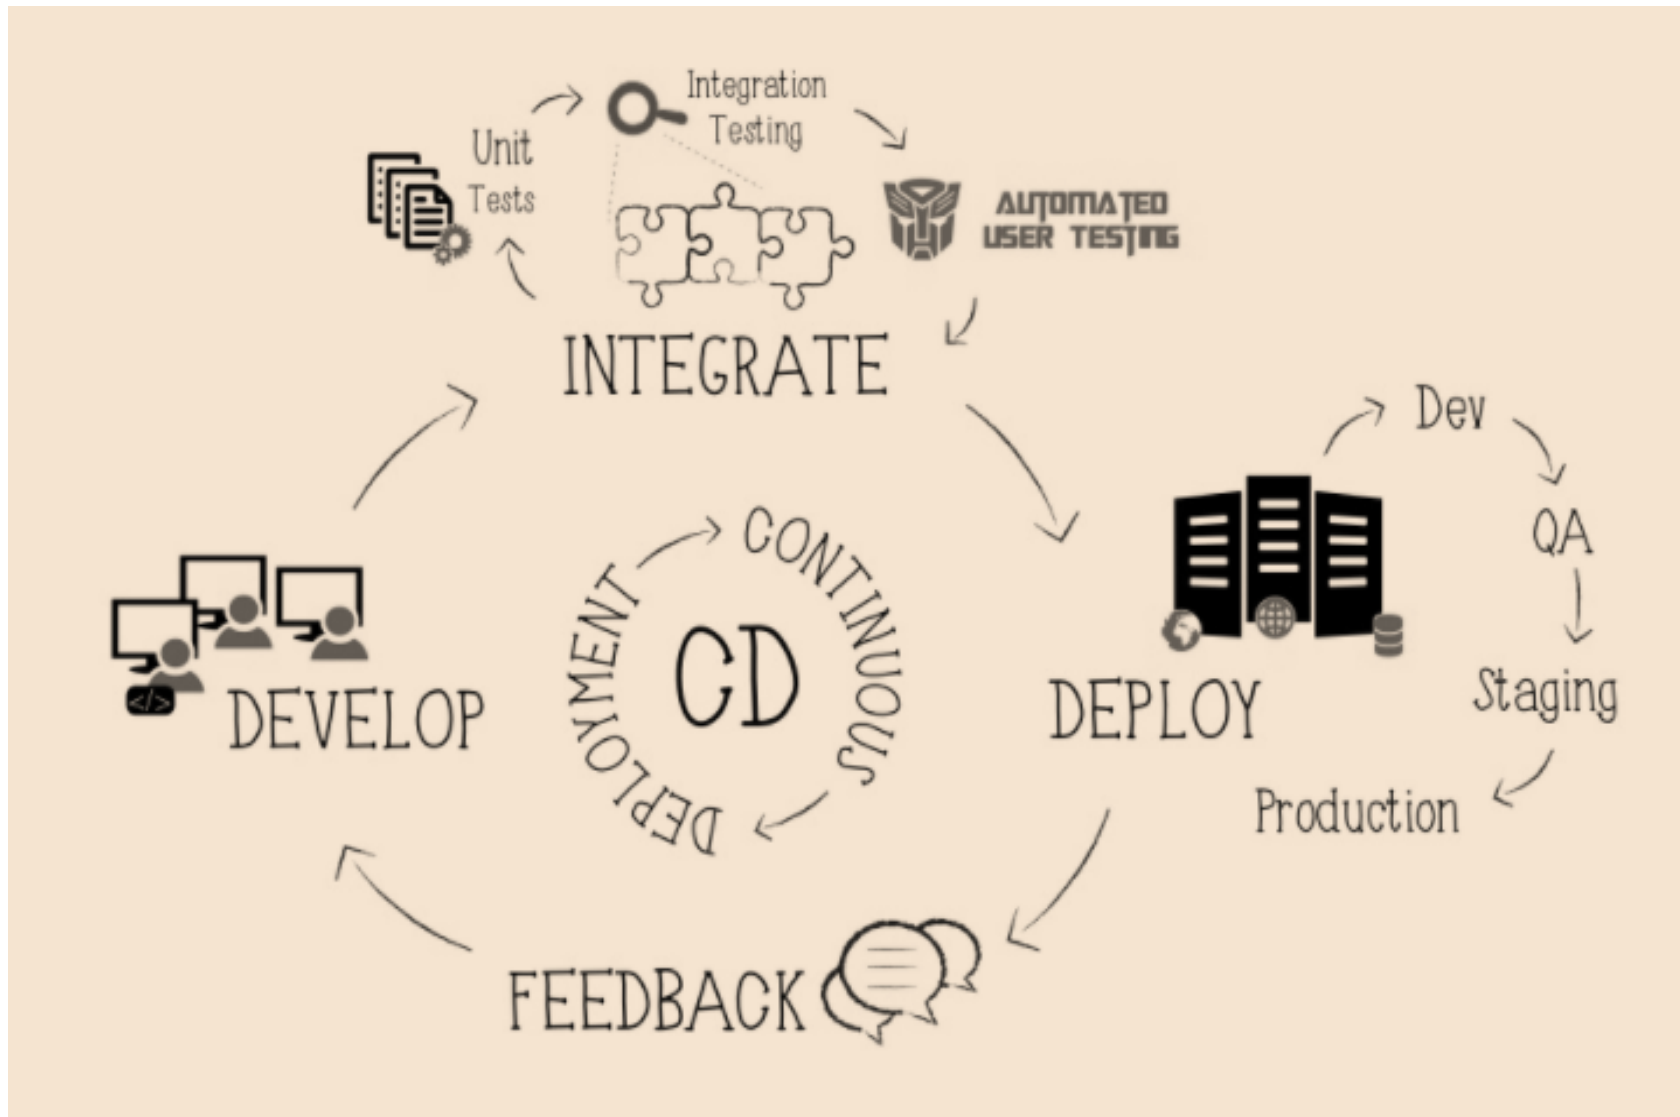 Integration
Testing
Unit
Tests
AUTOMATED
USER TESTING
INTEGRATE
Dev
QA
Staging
Production
DEPLOY
CONTINUOUS
DEPLOYMENT
CD
</>
DEVELOP
FEEDBACK